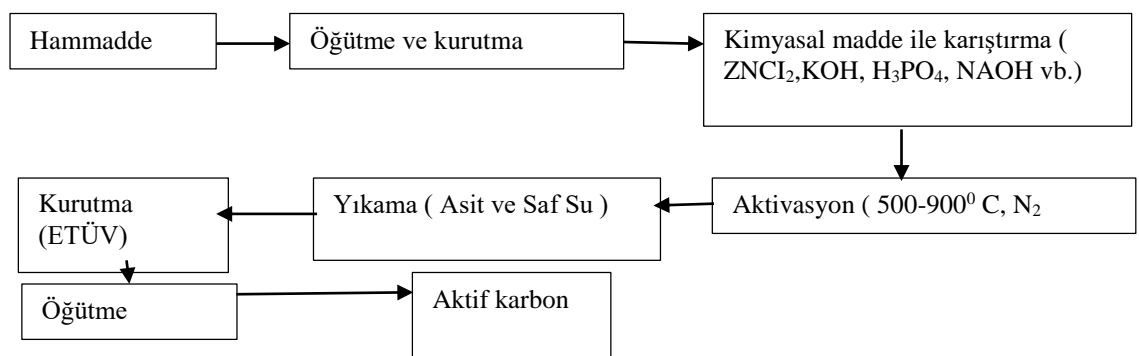 Hammadde
Öğütme ve kurutma
Kimyasal madde ile karıştırma (
ZNCI₂,KOH, H₃PO₄, NAOH vb.)
Aktivasyon ( 500-900⁰ C, N₂
Yıkama ( Asit ve Saf Su )
Kurutma
(ETÜV)
Öğütme
Aktif karbon